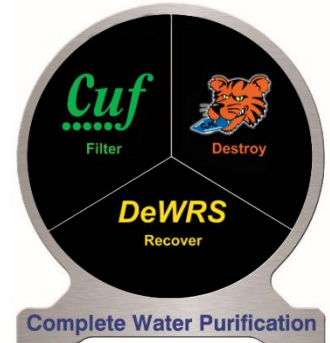 Cuf
Filter
Destroy
DeWRS
Recover
Complete Water Purification